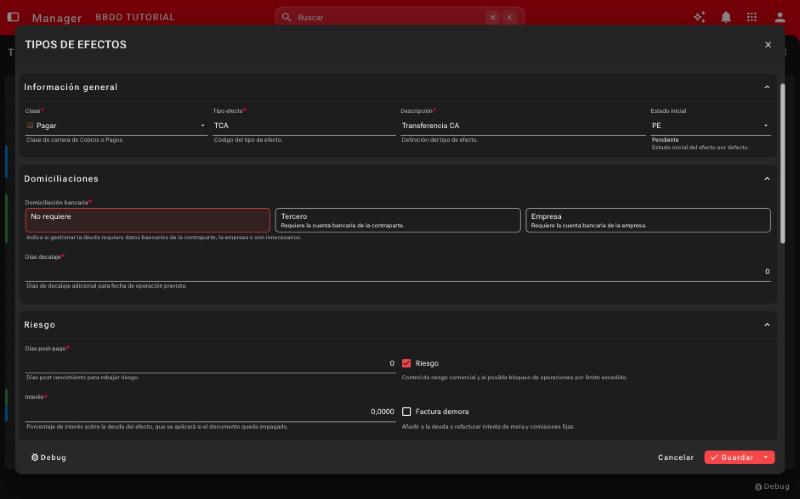 Manager BBDD TUTORIAL
Buscar ⌘ K
TIPOS DE EFECTOS
Información general
Clase* Tipo efecto* Descripción* Estado inicial
Pagar TCA Transferencia CA PE
Clase de cartera de Cobros o Pagos. Código del tipo de efecto. Definición del tipo de efecto. Pendiente
Estado inicial del efecto por defecto.
Domiciliaciones
Domiciliación bancaria*
No requiere Tercero Empresa
Requiere la cuenta bancaria de la contraparte. Requiere la cuenta bancaria de la empresa.
Indica si gestionar la deuda requiere datos bancarios de la contraparte, la empresa o son innecesarios.
Días decalaje*
0
Días de decalaje adicional para fecha de operación prevista.
Riesgo
Días post-pago*
0 Riesgo
Días post vencimiento para rebajar riesgo. Control de riesgo comercial y el posible bloqueo de operaciones por límite excedido.
Interés*
0,0000 Factura demora
Porcentaje de interés sobre la deuda del efecto, que se aplicará si el documento queda impagado. Añadir a la deuda o refacturar interés de mora y comisiones fijas.
Debug Cancelar Guardar
Debug